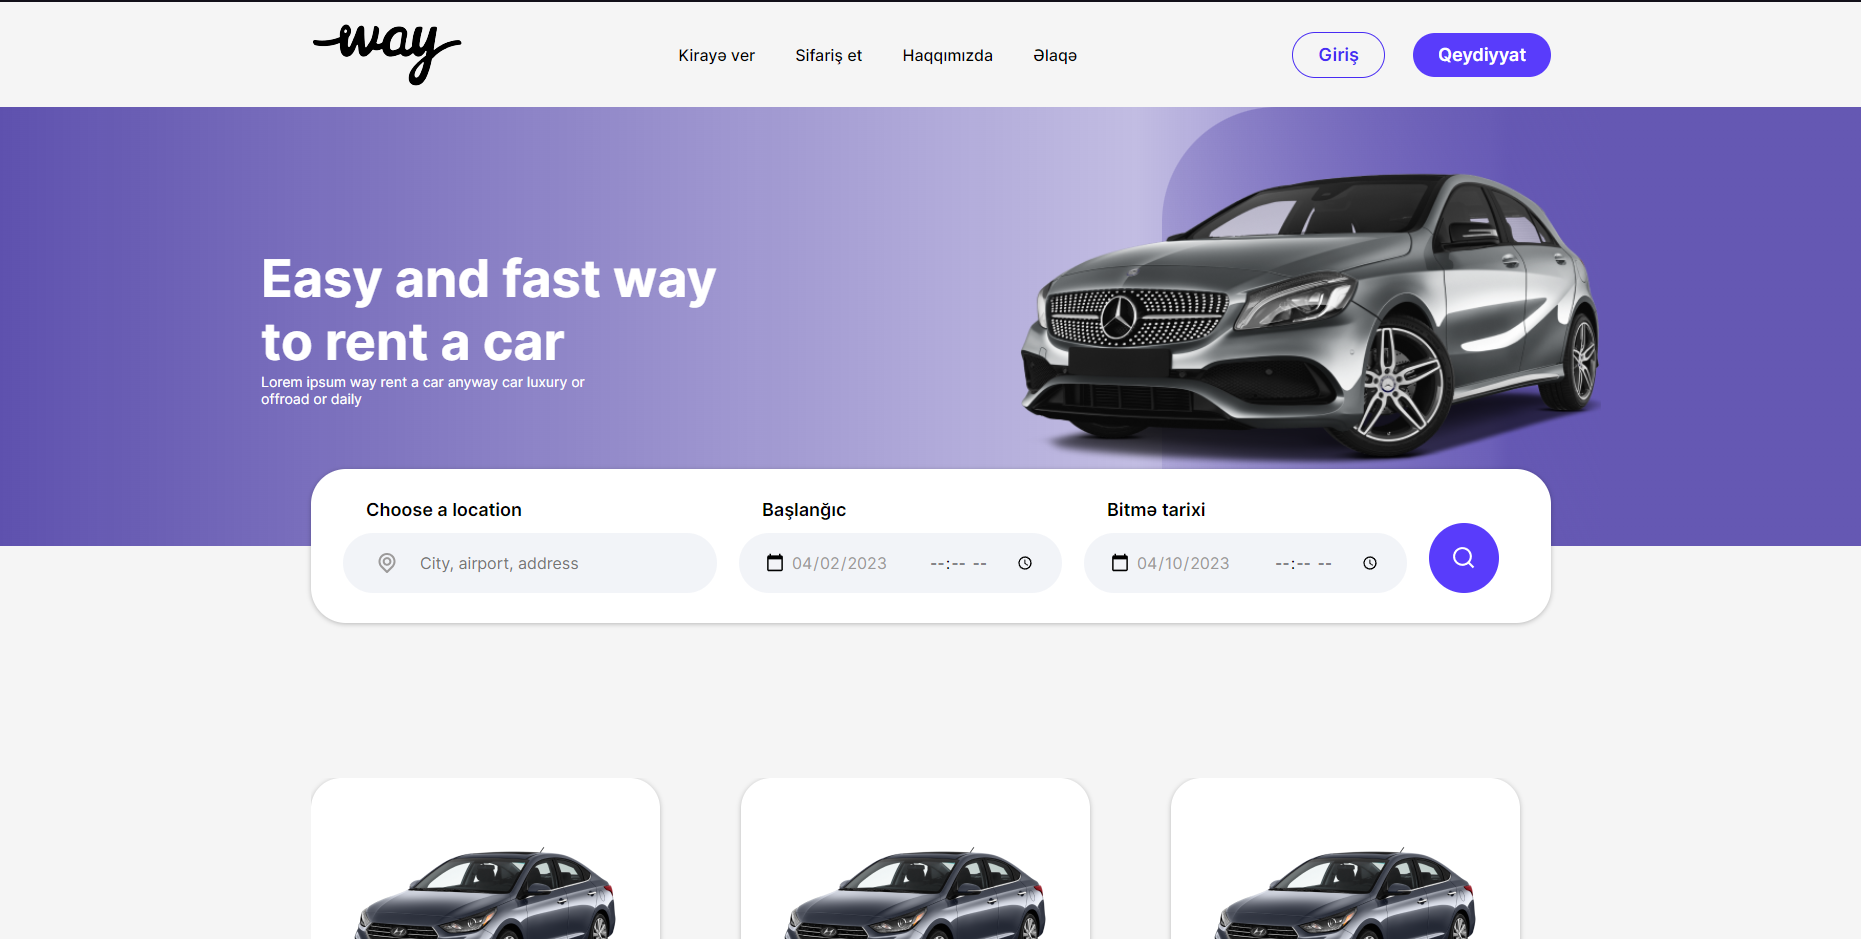 way
Kirayə ver
Sifariş et
Haqqımızda
Əlaqə
Giriş
Qeydiyyat
Easy and fast way
to rent a car
Lorem ipsum way rent a car anyway car luxury or
offroad or daily
Choose a location
Başlanğıc
Bitmə tarixi
City, airport, address
04/02/2023
--:-- --
04/10/2023
--:-- --